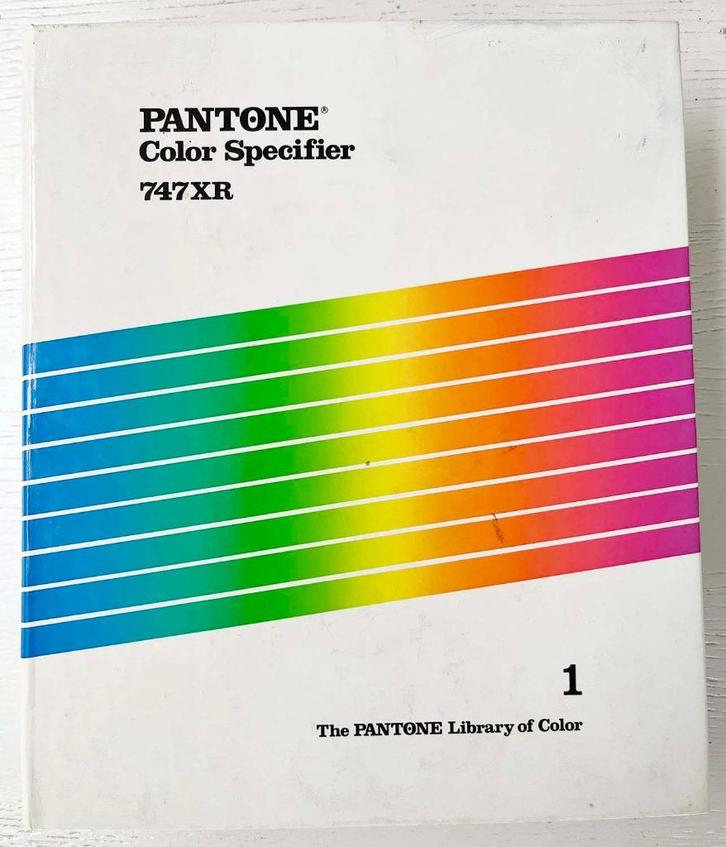 PANTONE®
Color Specifier
747XR
1
The PANTONE Library of Color